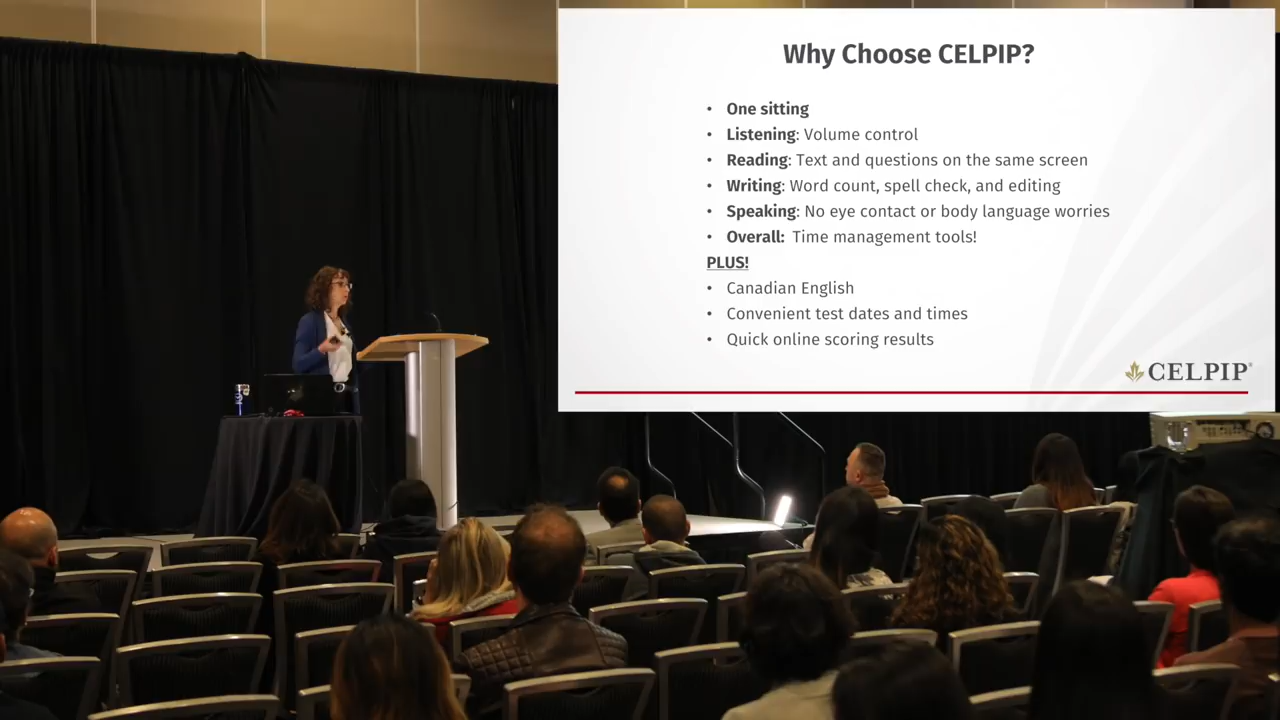 Why Choose CELPIP?
• One sitting
• Listening: Volume control
• Reading: Text and questions on the same screen
• Writing: Word count, spell check, and editing
• Speaking: No eye contact or body language worries
• Overall: Time management tools!
PLUS!
• Canadian English
• Convenient test dates and times
• Quick online scoring results
CELPIP®